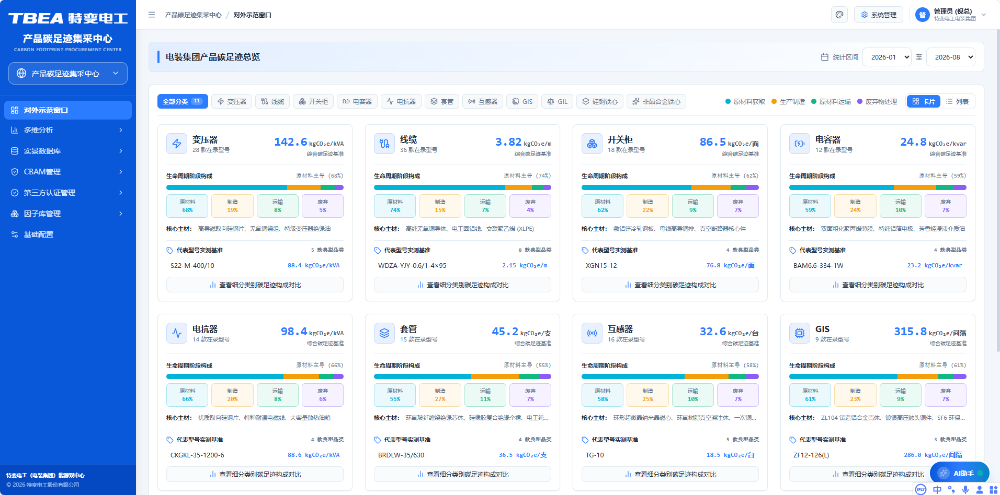 TBEA 特变电工
产品碳足迹集采中心
CARBON FOOTPRINT PROCUREMENT CENTER
产品碳足迹集采中心
对外示范窗口
多维分析
实景数据库
CBAM管理
第三方认证管理
因子库管理
基础配置
特变电工（电装集团）能源双中心
© 2026 特变电工股份有限公司
产品碳足迹集采中心 / 对外示范窗口
系统管理
管 管理员 (倪总)
特变电工电装集团
电装集团产品碳足迹总览
统计区间 2026-01 至 2026-08
全部分类 11 变压器 线缆 开关柜 电容器 电抗器 套管 互感器 GIS GIL 硅钢铁心 非晶合金铁心
原材料获取 生产制造 原材料运输 废弃物处理 卡片 列表
变压器 142.6 kgCO₂e/kVA
28 款在录型号 综合碳足迹基准
生命周期阶段构成 原材料主导 (68%)
原材料 制造 运输 废弃
68% 19% 8% 5%
核心主材： 高导磁取向硅钢片、无氧铜绕组、特级变压器绝缘油
代表型号实测基准 5 款典型品类
S22-M-400/10 88.4 kgCO₂e/kVA
查看细分类别碳足迹构成对比
线缆 3.82 kgCO₂e/m
36 款在录型号 综合碳足迹基准
生命周期阶段构成 原材料主导 (74%)
原材料 制造 运输 废弃
74% 15% 7% 4%
核心主材： 高纯无氧铜导体、电工圆铝线、交联聚乙烯 (XLPE)
代表型号实测基准 8 款典型品类
WDZA-YJY-0.6/1-4×95 2.15 kgCO₂e/m
查看细分类别碳足迹构成对比
开关柜 86.5 kgCO₂e/面
18 款在录型号 综合碳足迹基准
生命周期阶段构成 原材料主导 (62%)
原材料 制造 运输 废弃
62% 22% 9% 7%
核心主材： 敷铝锌冷轧钢板、母线高导铜排、真空断路器核心件
代表型号实测基准 4 款典型品类
XGN15-12 76.8 kgCO₂e/面
查看细分类别碳足迹构成对比
电容器 24.8 kgCO₂e/kvar
12 款在录型号 综合碳足迹基准
生命周期阶段构成 原材料主导 (59%)
原材料 制造 运输 废弃
59% 24% 10% 7%
核心主材： 双面粗化聚丙烯薄膜、特纯铝箔电极、芳香烃浸渍介质油
代表型号实测基准 4 款典型品类
BAM6.6-334-1W 23.2 kgCO₂e/kvar
查看细分类别碳足迹构成对比
电抗器 98.4 kgCO₂e/kVA
14 款在录型号 综合碳足迹基准
生命周期阶段构成 原材料主导 (66%)
原材料 制造 运输 废弃
66% 20% 8% 6%
核心主材： 优质取向硅钢片、特种耐温电磁线、大容量散热油箱
代表型号实测基准 4 款典型品类
CKGKL-35-1200-6 88.6 kgCO₂e/kVA
查看细分类别碳足迹构成对比
套管 45.2 kgCO₂e/支
15 款在录型号 综合碳足迹基准
生命周期阶段构成 原材料主导 (55%)
原材料 制造 运输 废弃
55% 27% 11% 7%
核心主材： 环氧玻纤缠绕绝缘芯体、硅橡胶复合绝缘伞裙、电工纯...
代表型号实测基准 4 款典型品类
BRDLW-35/630 36.5 kgCO₂e/支
查看细分类别碳足迹构成对比
互感器 32.6 kgCO₂e/台
16 款在录型号 综合碳足迹基准
生命周期阶段构成 原材料主导 (58%)
原材料 制造 运输 废弃
58% 25% 10% 7%
核心主材： 环形超微晶纳米晶磁心、环氧树脂真空浇注体、一次铜...
代表型号实测基准 5 款典型品类
TG-10 18.5 kgCO₂e/台
查看细分类别碳足迹构成对比
GIS 315.8 kgCO₂e/间隔
9 款在录型号 综合碳足迹基准
生命周期阶段构成 原材料主导 (61%)
原材料 制造 运输 废弃
61% 23% 9% 7%
核心主材： ZL104 铸造铝合金壳体、镀银高压触头铜件、SF6 环保...
代表型号实测基准 3 款典型品类
ZF12-126(L) 286.0 kgCO₂e/间隔
查看细分类别碳足迹构成对比
AI助手
iFLY 中